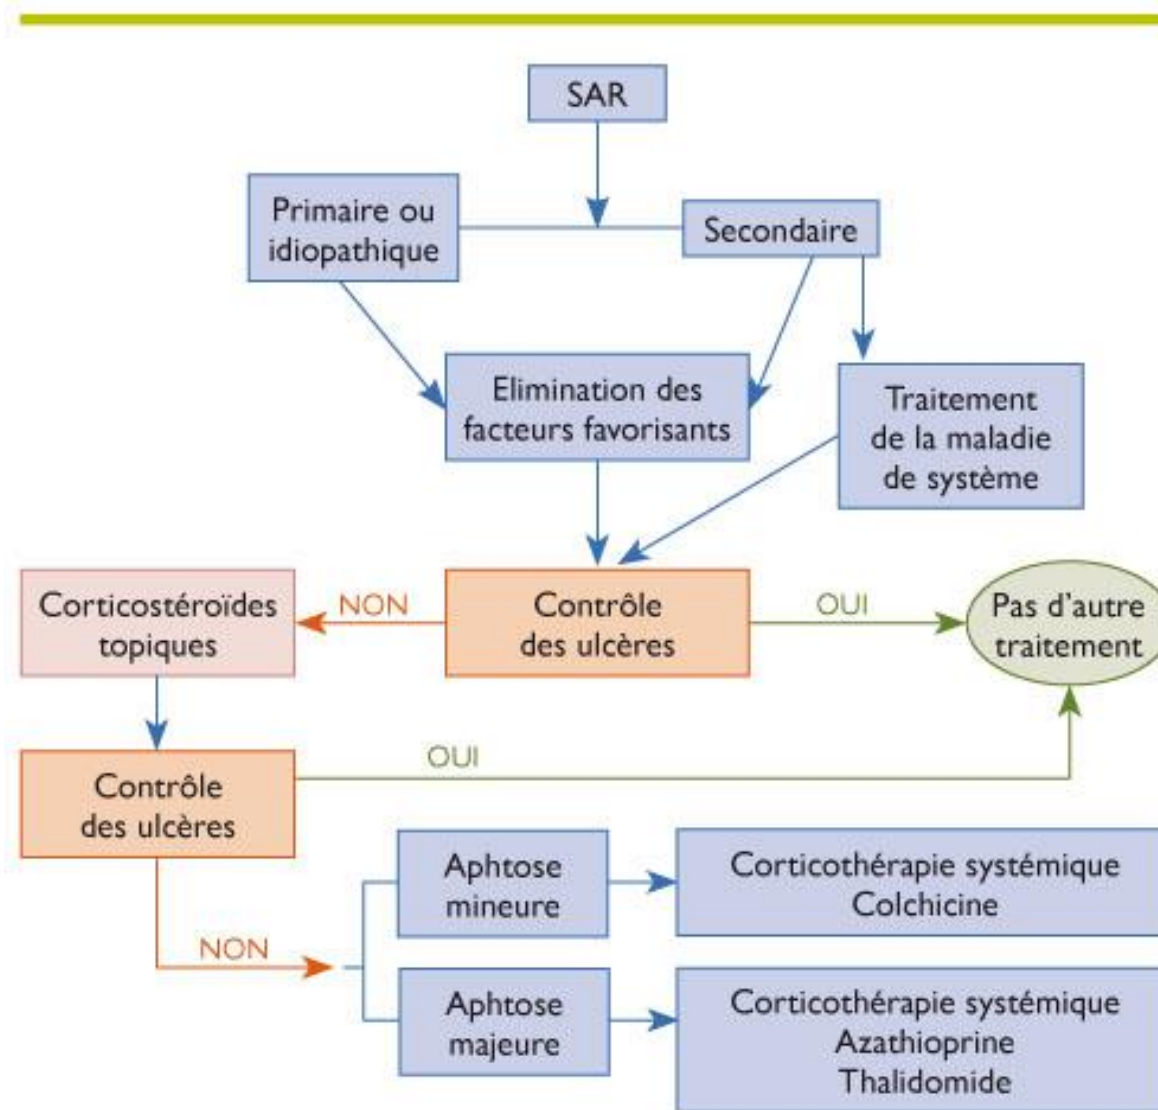 SAR
Primaire ou
idiopathique
Secondaire
Elimination des
facteurs favorisants
Traitement
de la maladie
de système
Corticostéroïdes
topiques
NON
Contrôle
des ulcères
OUI
Pas d'autre
traitement
Contrôle
des ulcères
OUI
NON
Aphtose
mineure
Corticothérapie systémique
Colchicine
Aphtose
majeure
Corticothérapie systémique
Azathioprine
Thalidomide